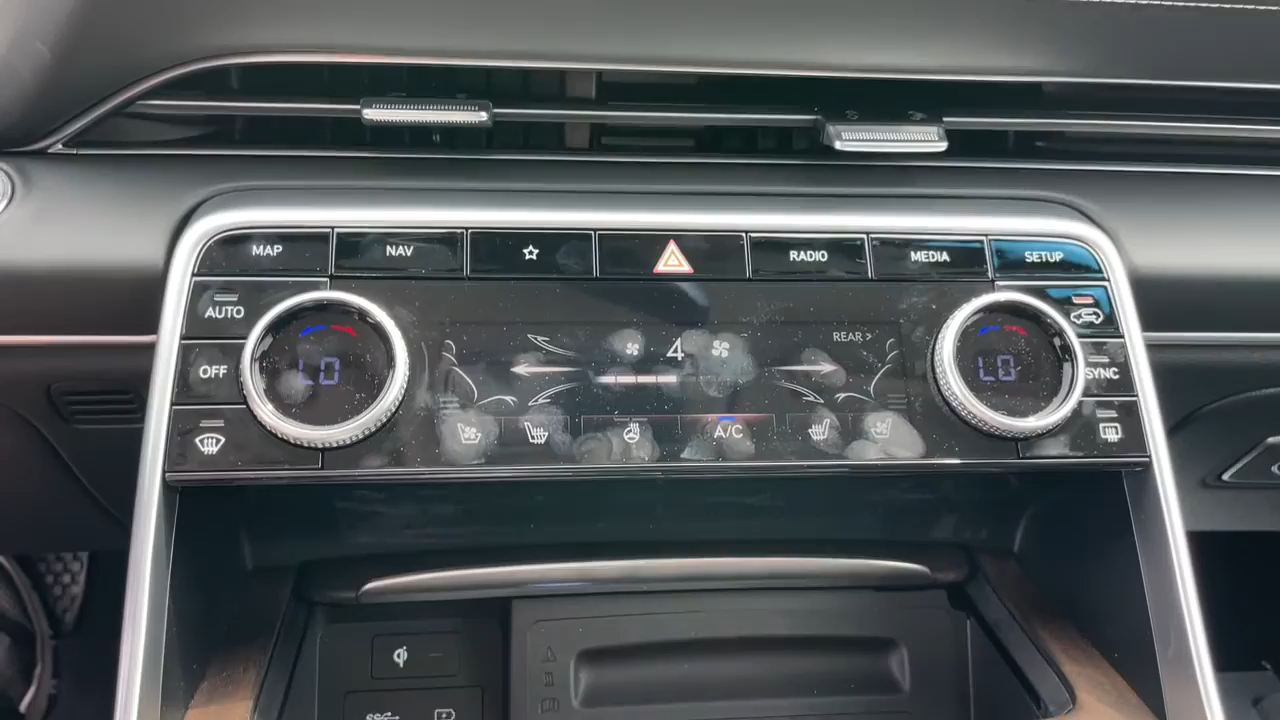 MAP NAV RADIO MEDIA SETUP
AUTO
REAR >
4
LO LO
OFF SYNC
A/C